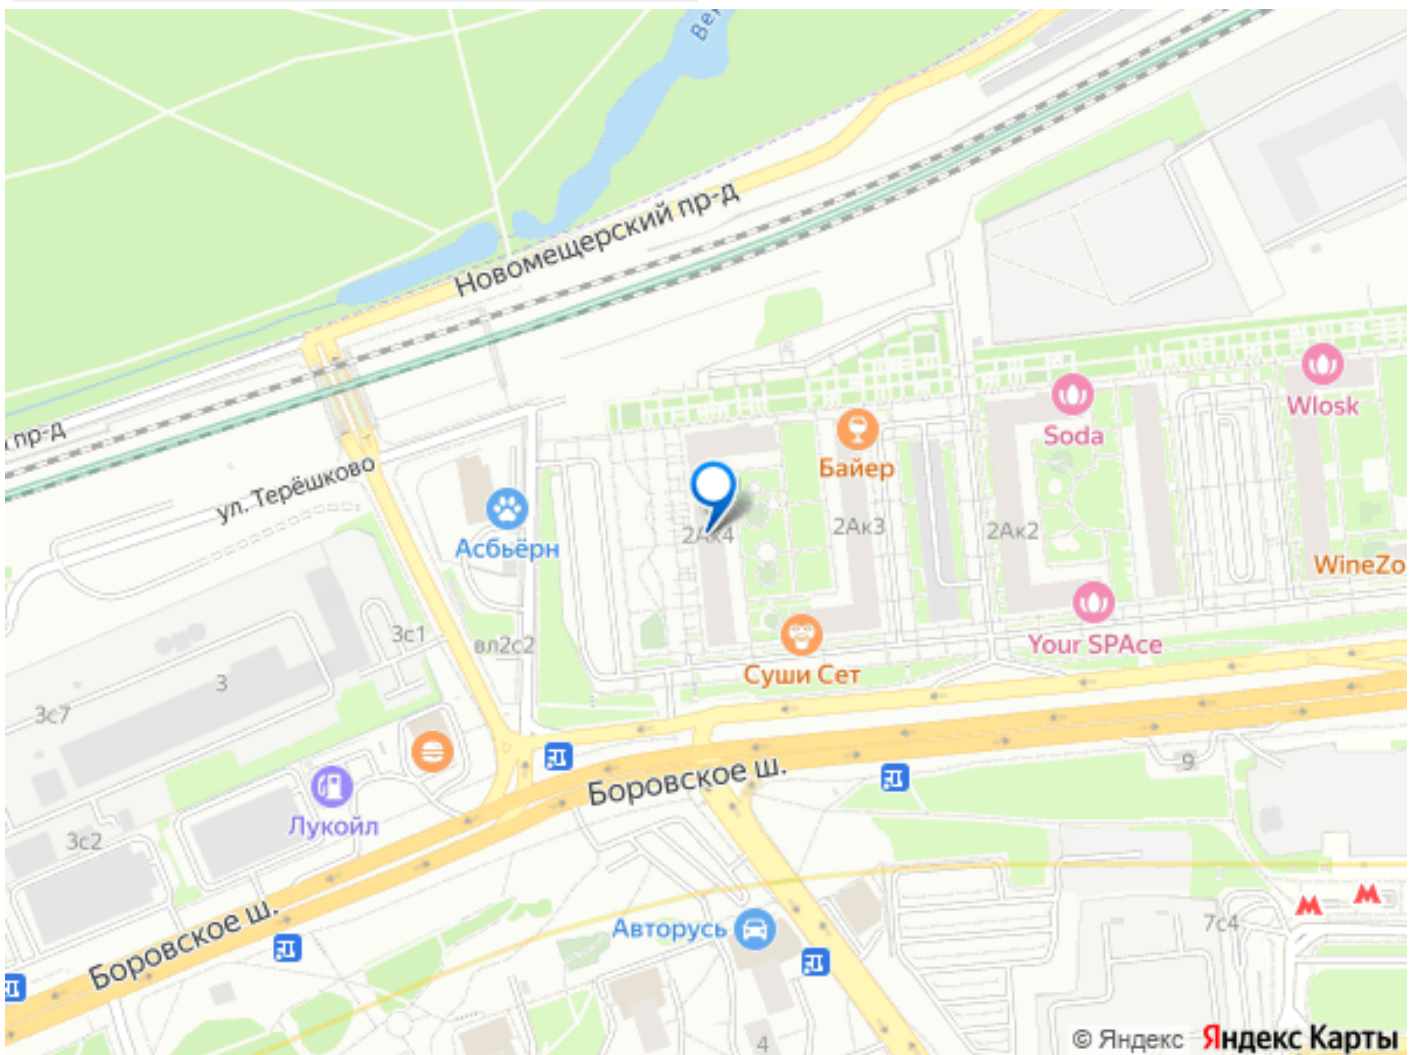 Новомещерский пр-д
пр-д
ул. Терёшково
Wlosk
Soda
Байер
2Ак4
2Ак3
2Ак2
Асбьёрн
WineZo
3с1
вл2с2
Your SPAce
Суши Сет
3
3с7
Боровское ш.
9
Лукойл
3с2
Боровское ш.
Авторусь
7с4
4
© Яндекс Яндекс Карты